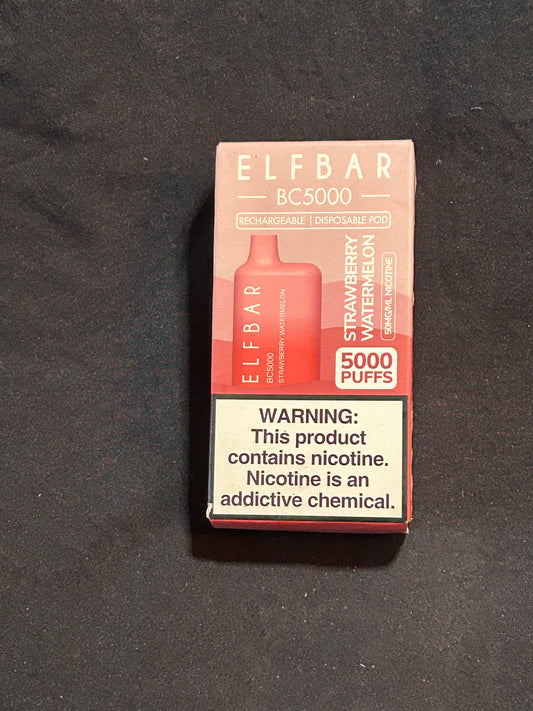 ELFBAR
BC5000
RECHARGEABLE | DISPOSABLE POD
ELFBAR
BC5000
STRAWBERRY WATERMELON
STRAWBERRY
WATERMELON
50MG/ML NICOTINE
5000
PUFFS
WARNING:
This product
contains nicotine.
Nicotine is an
addictive chemical.